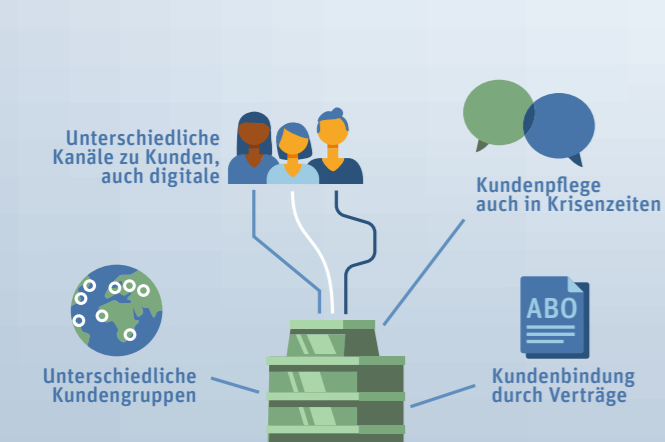 Unterschiedliche
Kanäle zu Kunden,
auch digitale
Kundenpflege
auch in Krisenzeiten
ABO
Unterschiedliche
Kundengruppen
Kundenbindung
durch Verträge